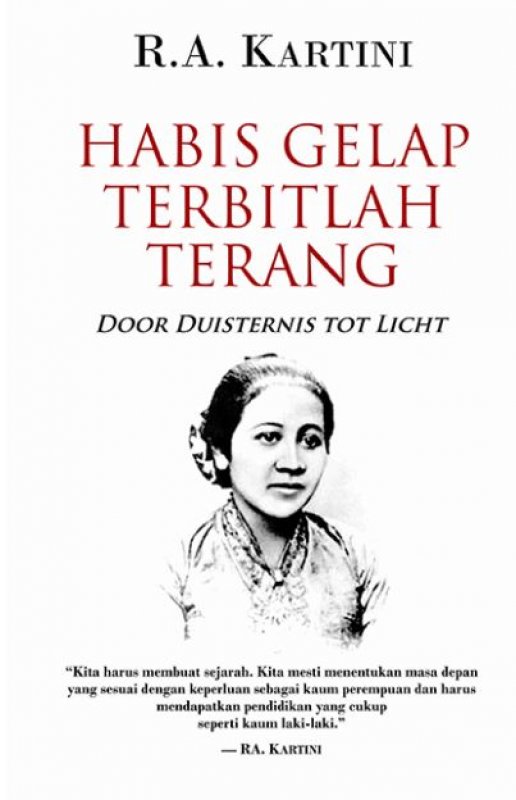 R.A. KARTINI
HABIS GELAP
TERBITLAH
TERANG
DOOR DUISTERNIS TOT LICHT
“Kita harus membuat sejarah. Kita mesti menentukan masa depan
yang sesuai dengan keperluan sebagai kaum perempuan dan harus
mendapatkan pendidikan yang cukup
seperti kaum laki-laki.”
— RA. KARTINI